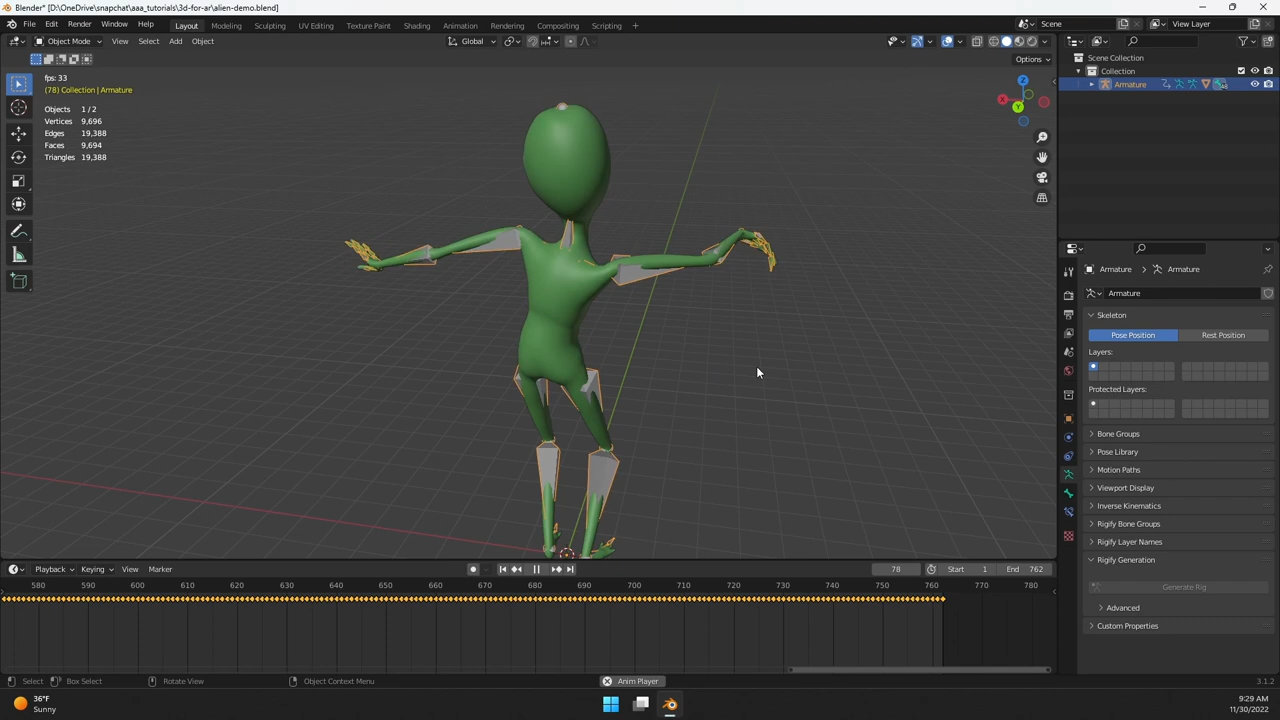 Blender* [D:\OneDrive\snapchat\aaa_tutorials\3d-for-ar\alien-demo.blend]
File Edit Render Window Help Layout Modeling Sculpting UV Editing Texture Paint Shading Animation Rendering Compositing Scripting + Scene View Layer
Object Mode View Select Add Object Global
Options
fps: 33
(78) Collection | Armature
Objects 1 / 2
Vertices 9,696
Edges 19,388
Faces 9,694
Triangles 19,388
X
Y
Z
Scene Collection
Collection
Armature
Armature > Armature
Armature
Skeleton
Pose Position Rest Position
Layers:
Protected Layers:
Bone Groups
Pose Library
Motion Paths
Viewport Display
Inverse Kinematics
Rigify Bone Groups
Rigify Layer Names
Rigify Generation
Generate Rig
Advanced
Custom Properties
Playback Keying View Marker 78 Start 1 End 762
580 590 600 610 620 630 640 650 660 670 680 690 700 710 720 730 740 750 760 770 780
Select Box Select Rotate View Object Context Menu Anim Player 3.1.2
36°F
Sunny
9:29 AM
11/30/2022